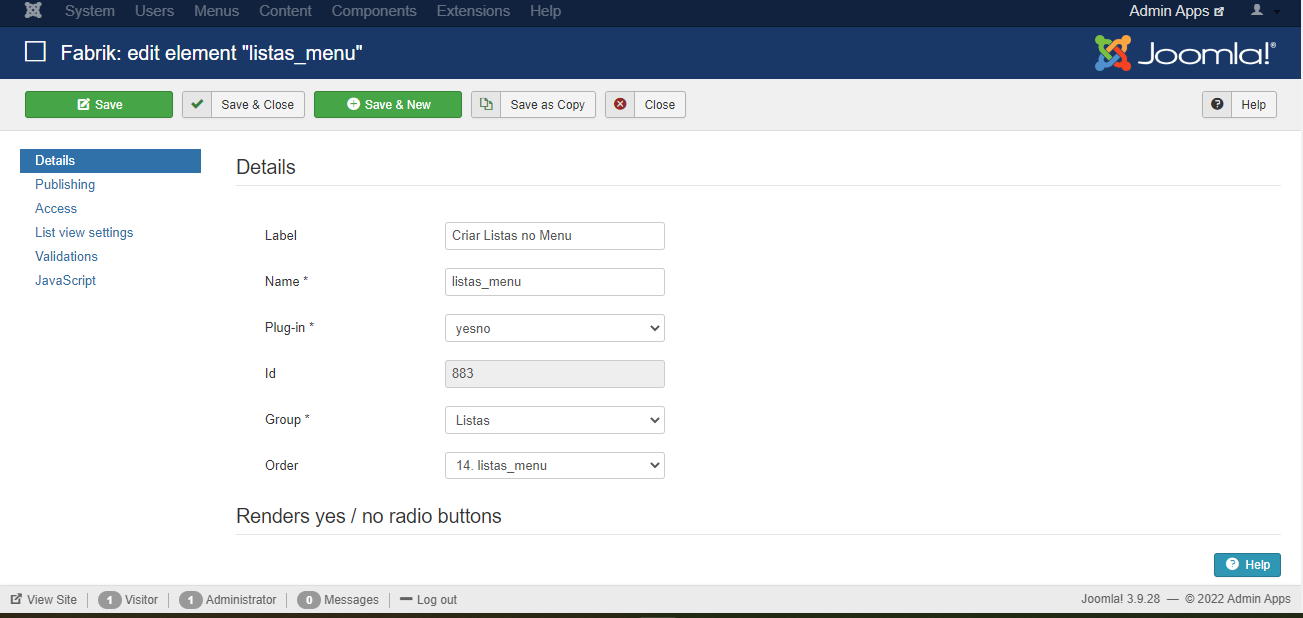 System Users Menus Content Components Extensions Help Admin Apps
Fabrik: edit element "listas_menu" Joomla!®
Save Save & Close Save & New Save as Copy Close Help
Details
Publishing
Access
List view settings
Validations
JavaScript
Details
Label Criar Listas no Menu
Name * listas_menu
Plug-in * yesno
Id 883
Group * Listas
Order 14. listas_menu
Renders yes / no radio buttons
Help
View Site 1 Visitor 1 Administrator 0 Messages Log out Joomla! 3.9.28 — © 2022 Admin Apps